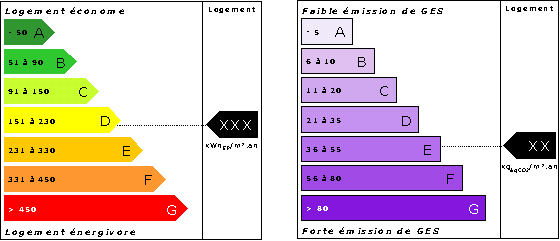 Logement économe
Logement
- 50 A
51 à 90 B
91 à 150 C
151 à 230 D
XXX
231 à 330 E
kWhEP/m².an
331 à 450 F
> 450 G
Logement énergivore
Faible émission de GES
Logement
- 5 A
6 à 10 B
11 à 20 C
21 à 35 D
36 à 55 E
XX
kgéqCO2/m².an
56 à 80 F
> 80 G
Forte émission de GES